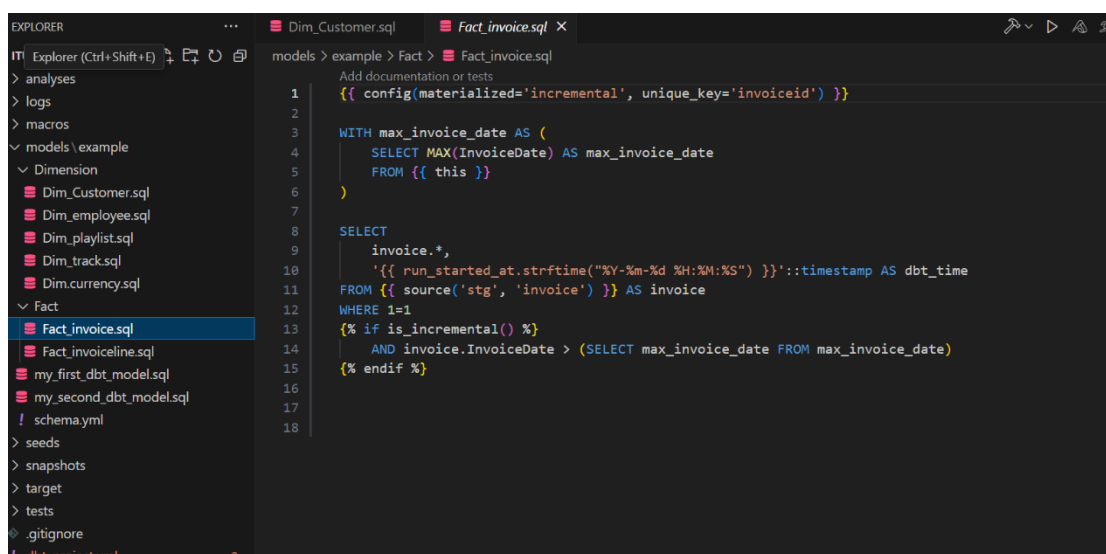 EXPLORER
...
Dim_Customer.sql
Fact_invoice.sql
Explorer (Ctrl+Shift+E)
models > example > Fact > Fact_invoice.sql
analyses
logs
macros
models\example
Dimension
Dim_Customer.sql
Dim_employee.sql
Dim_playlist.sql
Dim_track.sql
Dim.currency.sql
Fact
Fact_invoice.sql
Fact_invoiceline.sql
my_first_dbt_model.sql
my_second_dbt_model.sql
! schema.yml
seeds
snapshots
target
tests
.gitignore
Add documentation or tests
1 {{ config(materialized='incremental', unique_key='invoiceid') }}
2
3 WITH max_invoice_date AS (
4 SELECT MAX(InvoiceDate) AS max_invoice_date
5 FROM {{ this }}
6 )
7
8 SELECT
9 invoice.*,
10 '{{ run_started_at.strftime("%Y-%m-%d %H:%M:%S") }}'::timestamp AS dbt_time
11 FROM {{ source('stg', 'invoice') }} AS invoice
12 WHERE 1=1
13 {% if is_incremental() %}
14 AND invoice.InvoiceDate > (SELECT max_invoice_date FROM max_invoice_date)
15 {% endif %}
16
17
18